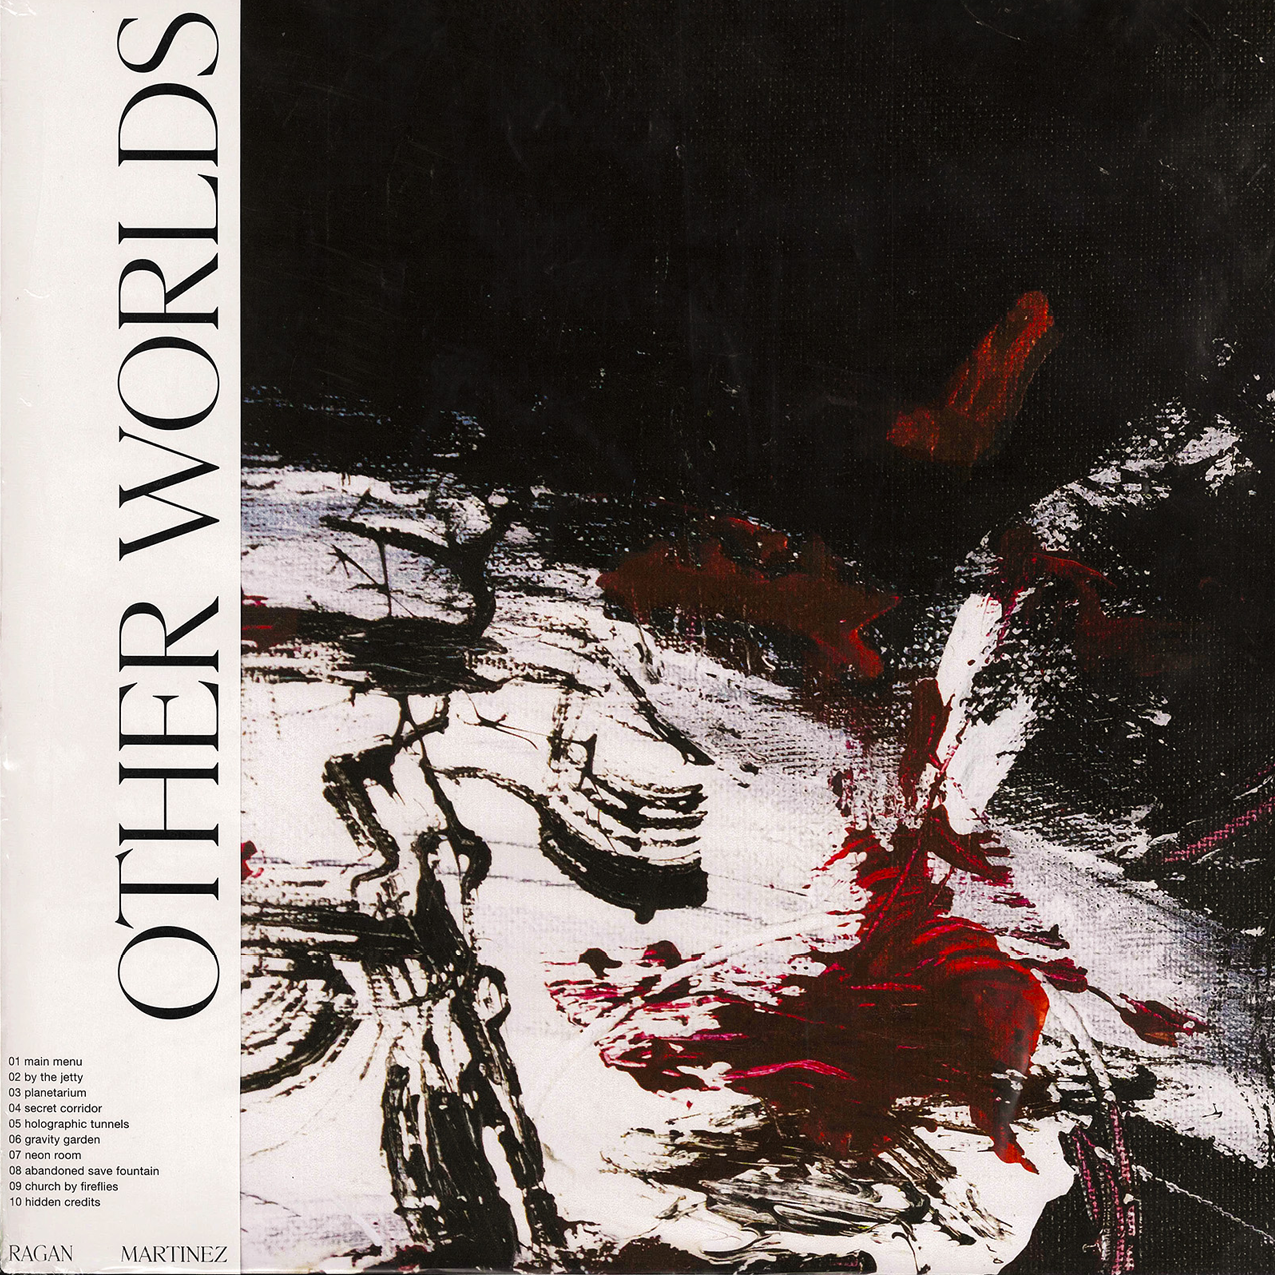 OTHER WORLDS
01 main menu
02 by the jetty
03 planetarium
04 secret corridor
05 holographic tunnels
06 gravity garden
07 neon room
08 abandoned save fountain
09 church by fireflies
10 hidden credits
RAGAN MARTINEZ